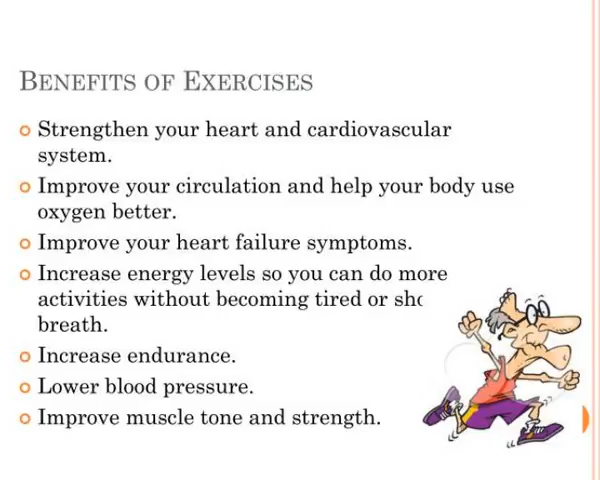 BENEFITS OF EXERCISES
Strengthen your heart and cardiovascular
system.
Improve your circulation and help your body use
oxygen better.
Improve your heart failure symptoms.
Increase energy levels so you can do more
activities without becoming tired or
breath.
Increase endurance.
Lower blood pressure.
Improve muscle tone and strength.